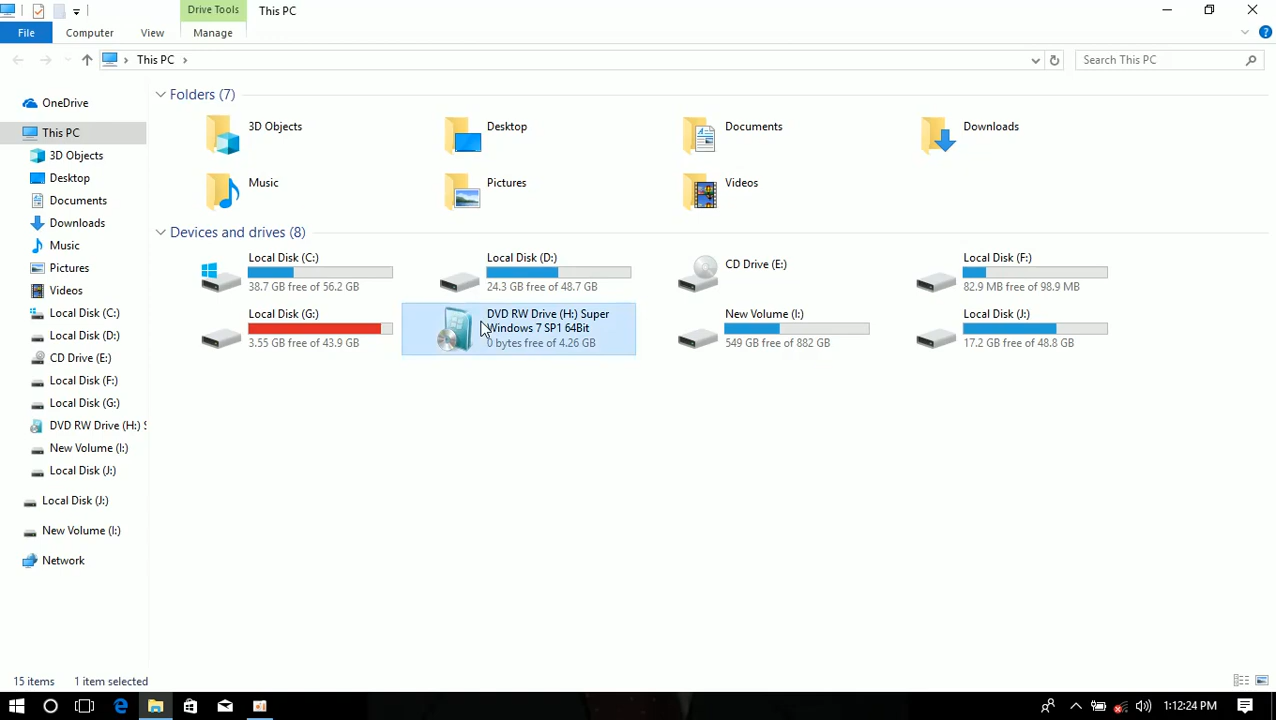 Drive Tools
This PC
File
Computer
View
Manage
This PC
Search This PC
OneDrive
This PC
3D Objects
Desktop
Documents
Downloads
Music
Pictures
Videos
Local Disk (C:)
Local Disk (D:)
CD Drive (E:)
Local Disk (F:)
Local Disk (G:)
DVD RW Drive (H:) S
New Volume (I:)
Local Disk (J:)
Local Disk (J:)
New Volume (I:)
Network
Folders (7)
3D Objects
Desktop
Documents
Downloads
Music
Pictures
Videos
Devices and drives (8)
Local Disk (C:)
38.7 GB free of 56.2 GB
Local Disk (D:)
24.3 GB free of 48.7 GB
CD Drive (E:)
Local Disk (F:)
82.9 MB free of 98.9 MB
Local Disk (G:)
3.55 GB free of 43.9 GB
DVD RW Drive (H:) Super
Windows 7 SP1 64Bit
0 bytes free of 4.26 GB
New Volume (I:)
549 GB free of 882 GB
Local Disk (J:)
17.2 GB free of 48.8 GB
15 items
1 item selected
1:12:24 PM